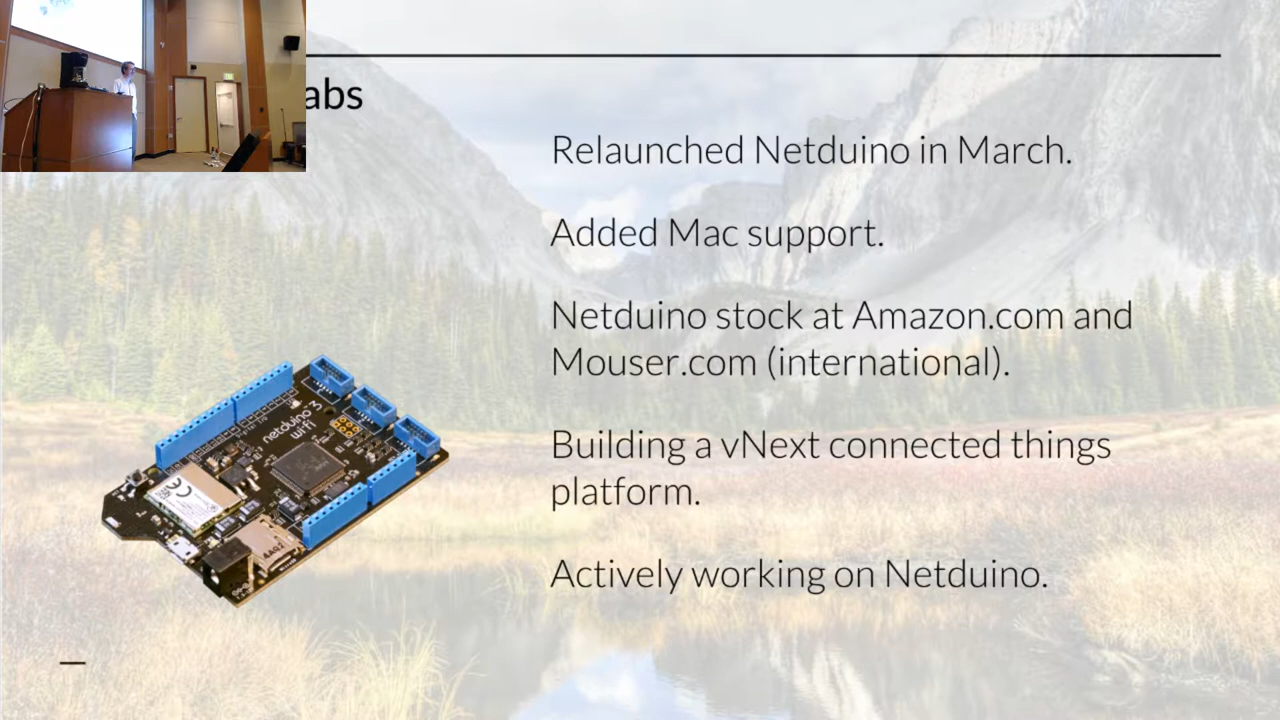 abs
Relaunched Netduino in March.
Added Mac support.
Netduino stock at Amazon.com and
Mouser.com (international).
Building a vNext connected things
platform.
Actively working on Netduino.
netduino 3
wifi